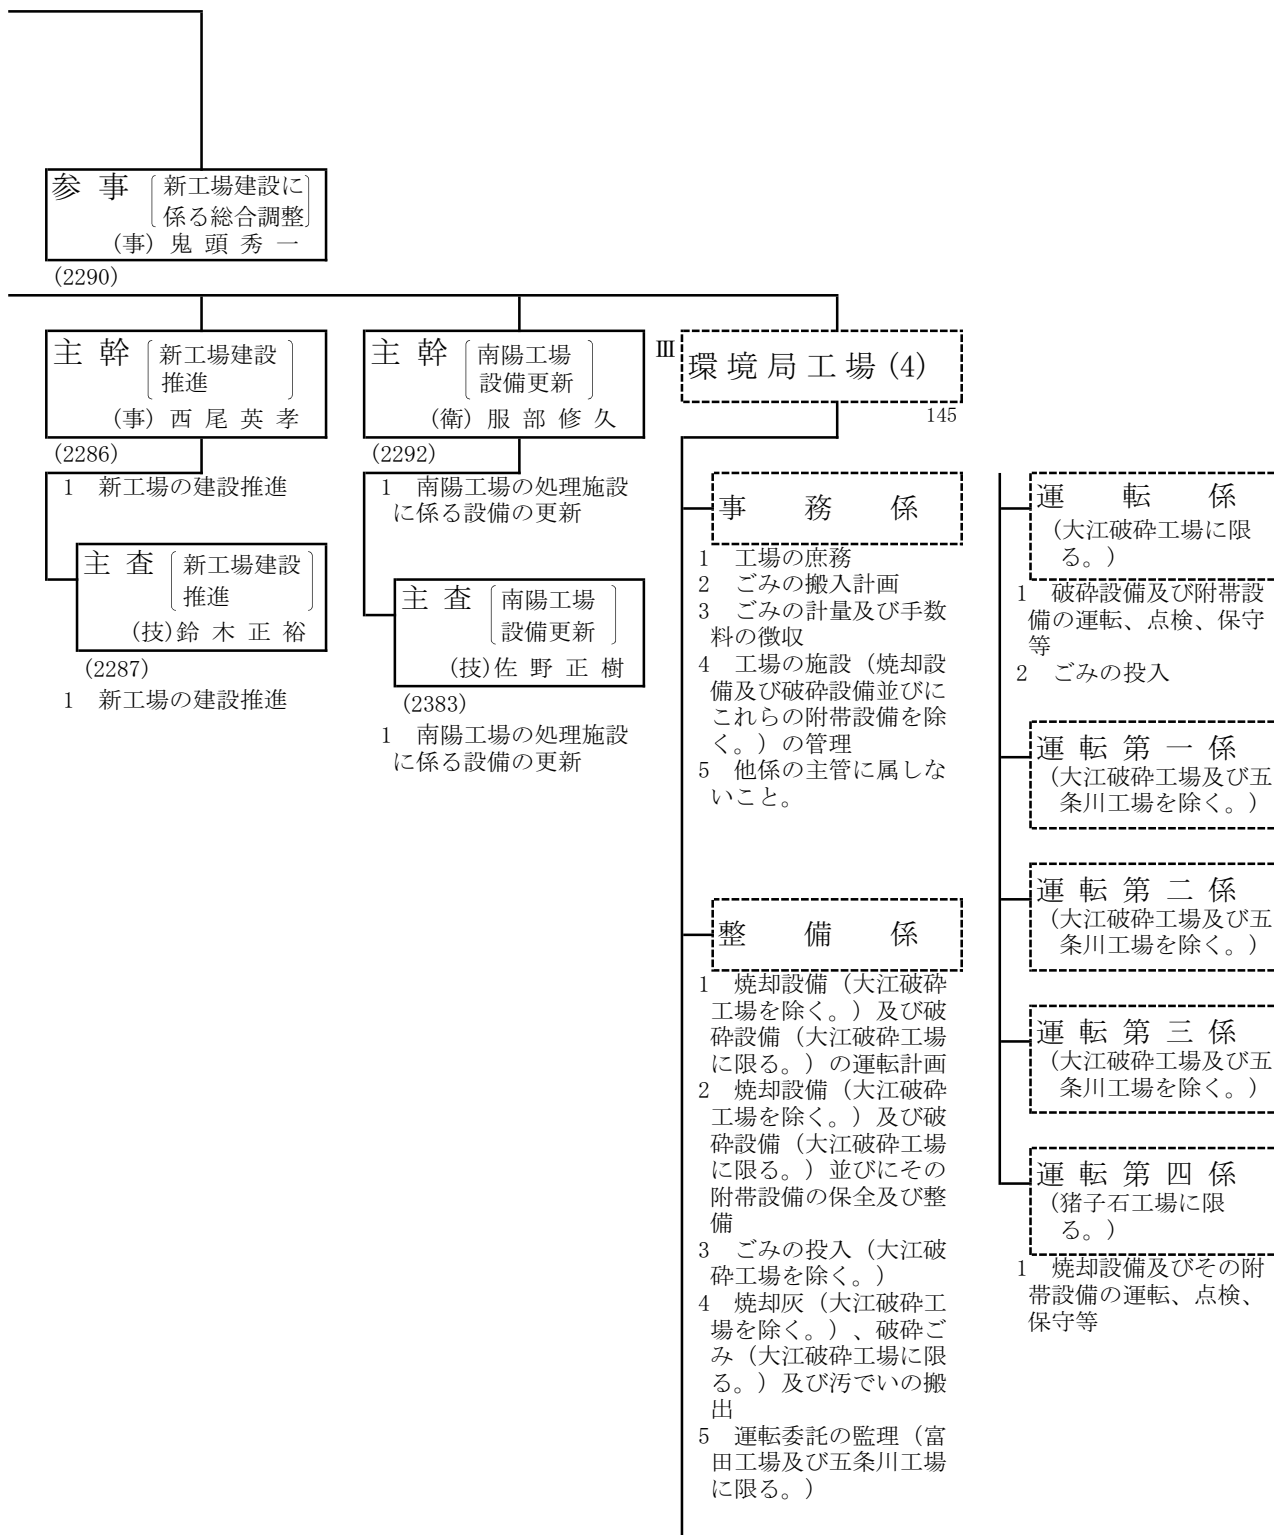 参 事 新工場建設に
係る総合調整
(事) 鬼 頭 秀 一
(2290)
主 幹 新工場建設
推進
(事) 西 尾 英 孝
(2286)
1 新工場の建設推進
主 査 新工場建設
推進
(技)鈴 木 正 裕
(2287)
1 新工場の建設推進
主 幹 南陽工場
設備更新
(衛) 服 部 修 久
(2292)
1 南陽工場の処理施設
に係る設備の更新
主 査 南陽工場
設備更新
(技)佐 野 正 樹
(2383)
1 南陽工場の処理施設
に係る設備の更新
Ⅲ 環 境 局 工 場 (4)
145
事 務 係
1 工場の庶務
2 ごみの搬入計画
3 ごみの計量及び手数
料の徴収
4 工場の施設(焼却設
備及び破砕設備並びに
これらの附帯設備を除
く。)の管理
5 他係の主管に属しな
いこと。
整 備 係
1 焼却設備(大江破砕
工場を除く。)及び破
砕設備(大江破砕工場
に限る。)の運転計画
2 焼却設備(大江破砕
工場を除く。)及び破
砕設備(大江破砕工場
に限る。)並びにその
附帯設備の保全及び整
備
3 ごみの投入(大江破
砕工場を除く。)
4 焼却灰(大江破砕工
場を除く。)、破砕ご
み(大江破砕工場に限
る。)及び汚でいの搬
出
5 運転委託の監理(富
田工場及び五条川工場
に限る。)
運 転 係
(大江破砕工場に限
る。)
1 破砕設備及び附帯設
備の運転、点検、保守
等
2 ごみの投入
運 転 第 一 係
(大江破砕工場及び五
条川工場を除く。)
運 転 第 二 係
(大江破砕工場及び五
条川工場を除く。)
運 転 第 三 係
(大江破砕工場及び五
条川工場を除く。)
運 転 第 四 係
(猪子石工場に限
る。)
1 焼却設備及びその附
帯設備の運転、点検、
保守等